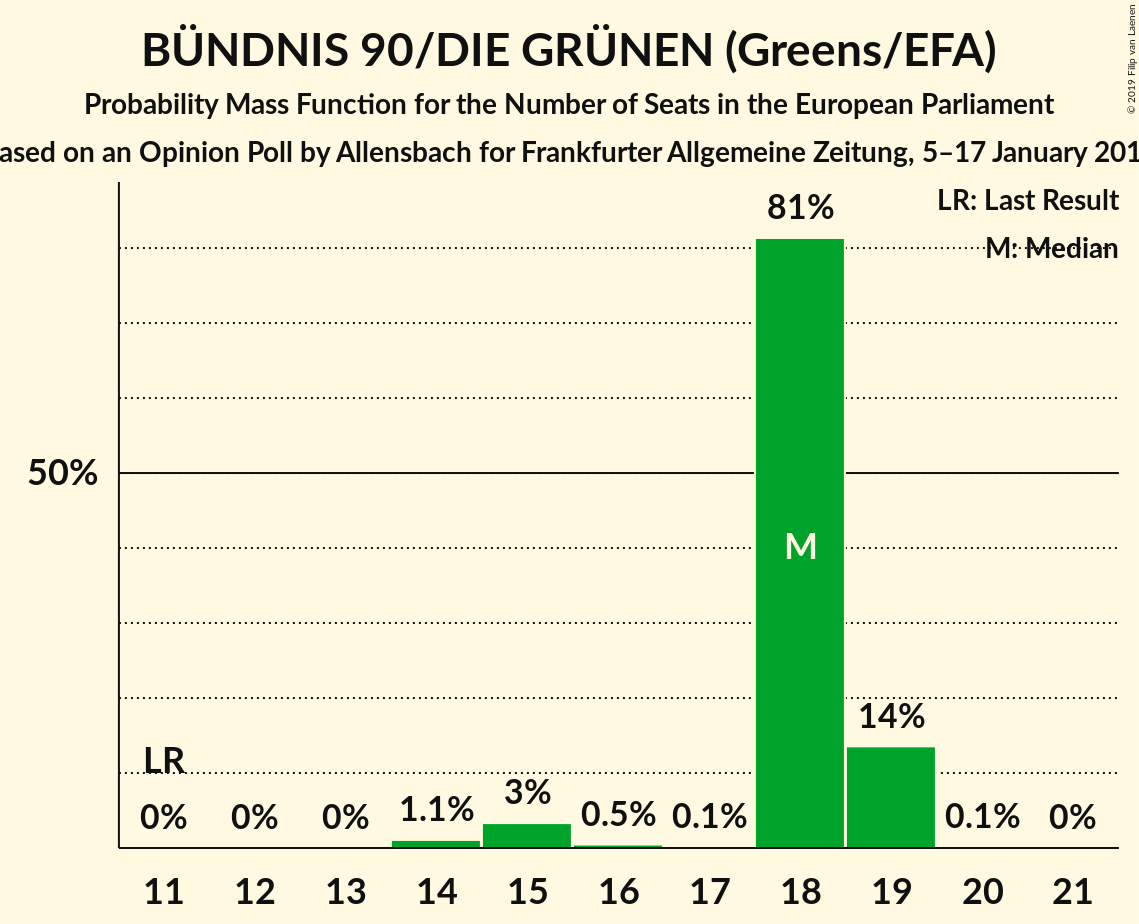 BÜNDNIS 90/DIE GRÜNEN (Greens/EFA)
Probability Mass Function for the Number of Seats in the European Parliament
ased on an Opinion Poll by Allensbach for Frankfurter Allgemeine Zeitung, 5–17 January 201
© 2019 Filip van Laenen
LR: Last Result
M: Median
81%
50%
M
14%
LR
0% 0% 0% 1.1% 3% 0.5% 0.1% 0.1% 0%
11 12 13 14 15 16 17 18 19 20 21